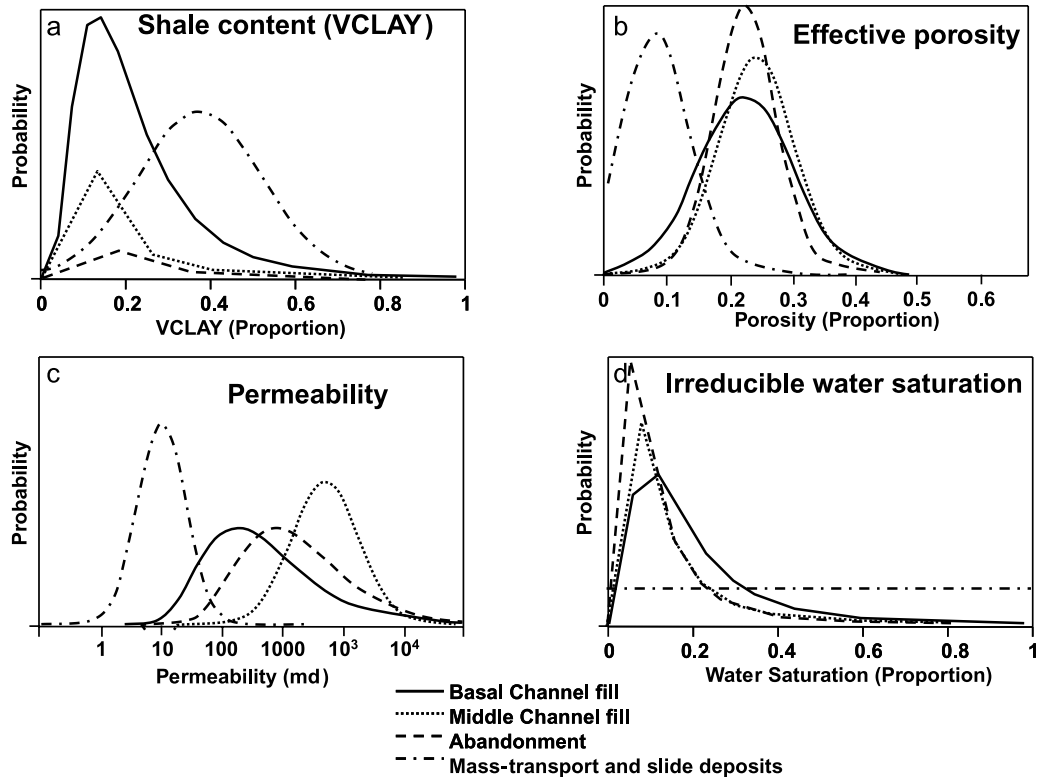 a
Shale content (VCLAY)
Probability
0 0.2 0.4 0.6 0.8 1
VCLAY (Proportion)
b
Effective porosity
Probability
0 0.1 0.2 0.3 0.4 0.5 0.6
Porosity (Proportion)
c
Permeability
Probability
1 10 100 1000 10³ 10⁴
Permeability (md)
d
Irreducible water saturation
Probability
0 0.2 0.4 0.6 0.8 1
Water Saturation (Proportion)
Basal Channel fill
Middle Channel fill
Abandonment
Mass-transport and slide deposits